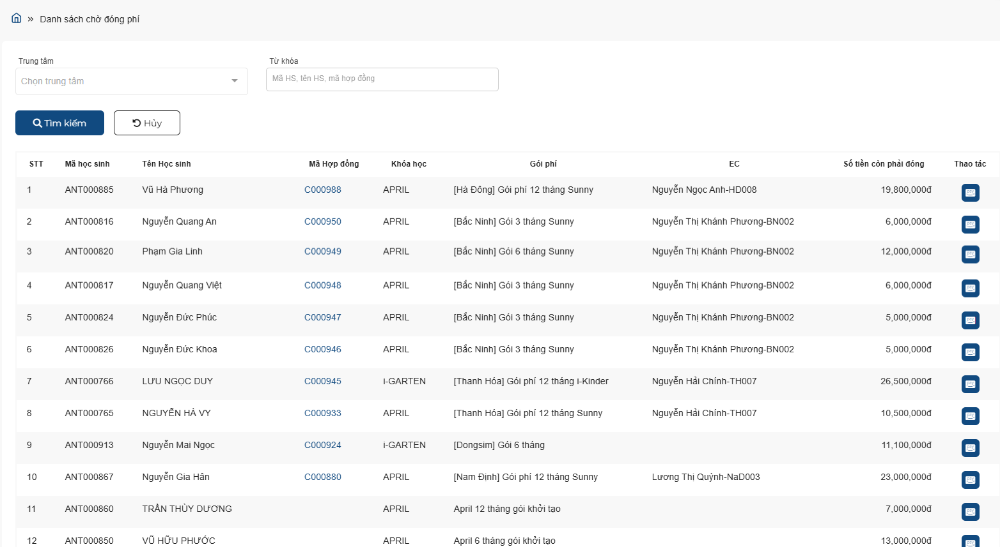 » Danh sách chờ đóng phí
Trung tâm Từ khóa
Chọn trung tâm Mã HS, tên HS, mã hợp đồng
Tìm kiếm Hủy
STT Mã học sinh Tên Học sinh Mã Hợp đồng Khóa học Gói phí EC Số tiền còn phải đóng Thao tác
1 ANT000885 Vũ Hà Phương C000988 APRIL [Hà Đông] Gói phí 12 tháng Sunny Nguyễn Ngọc Anh-HD008 19,800,000đ pay
2 ANT000816 Nguyễn Quang An C000950 APRIL [Bắc Ninh] Gói 3 tháng Sunny Nguyễn Thị Khánh Phương-BN002 6,000,000đ pay
3 ANT000820 Phạm Gia Linh C000949 APRIL [Bắc Ninh] Gói 6 tháng Sunny Nguyễn Thị Khánh Phương-BN002 12,000,000đ pay
4 ANT000817 Nguyễn Quang Việt C000948 APRIL [Bắc Ninh] Gói 3 tháng Sunny Nguyễn Thị Khánh Phương-BN002 6,000,000đ pay
5 ANT000824 Nguyễn Đức Phúc C000947 APRIL [Bắc Ninh] Gói 3 tháng Sunny Nguyễn Thị Khánh Phương-BN002 5,000,000đ pay
6 ANT000826 Nguyễn Đức Khoa C000946 APRIL [Bắc Ninh] Gói 3 tháng Sunny Nguyễn Thị Khánh Phương-BN002 5,000,000đ pay
7 ANT000766 LƯU NGỌC DUY C000945 i-GARTEN [Thanh Hóa] Gói phí 12 tháng i-Kinder Nguyễn Hải Chính-TH007 26,500,000đ pay
8 ANT000765 NGUYỄN HÀ VY C000933 APRIL [Thanh Hóa] Gói phí 12 tháng Sunny Nguyễn Hải Chính-TH007 10,500,000đ pay
9 ANT000913 Nguyễn Mai Ngọc C000924 i-GARTEN [Dongsim] Gói 6 tháng 11,100,000đ pay
10 ANT000867 Nguyễn Gia Hân C000880 APRIL [Nam Định] Gói phí 12 tháng Sunny Lương Thị Quỳnh-NaD003 23,000,000đ pay
11 ANT000860 TRẦN THÙY DƯƠNG APRIL April 12 tháng gói khởi tạo 7,000,000đ pay
12 ANT000850 VŨ HỮU PHƯỚC APRIL April 6 tháng gói khởi tạo 13,000,000đ pay